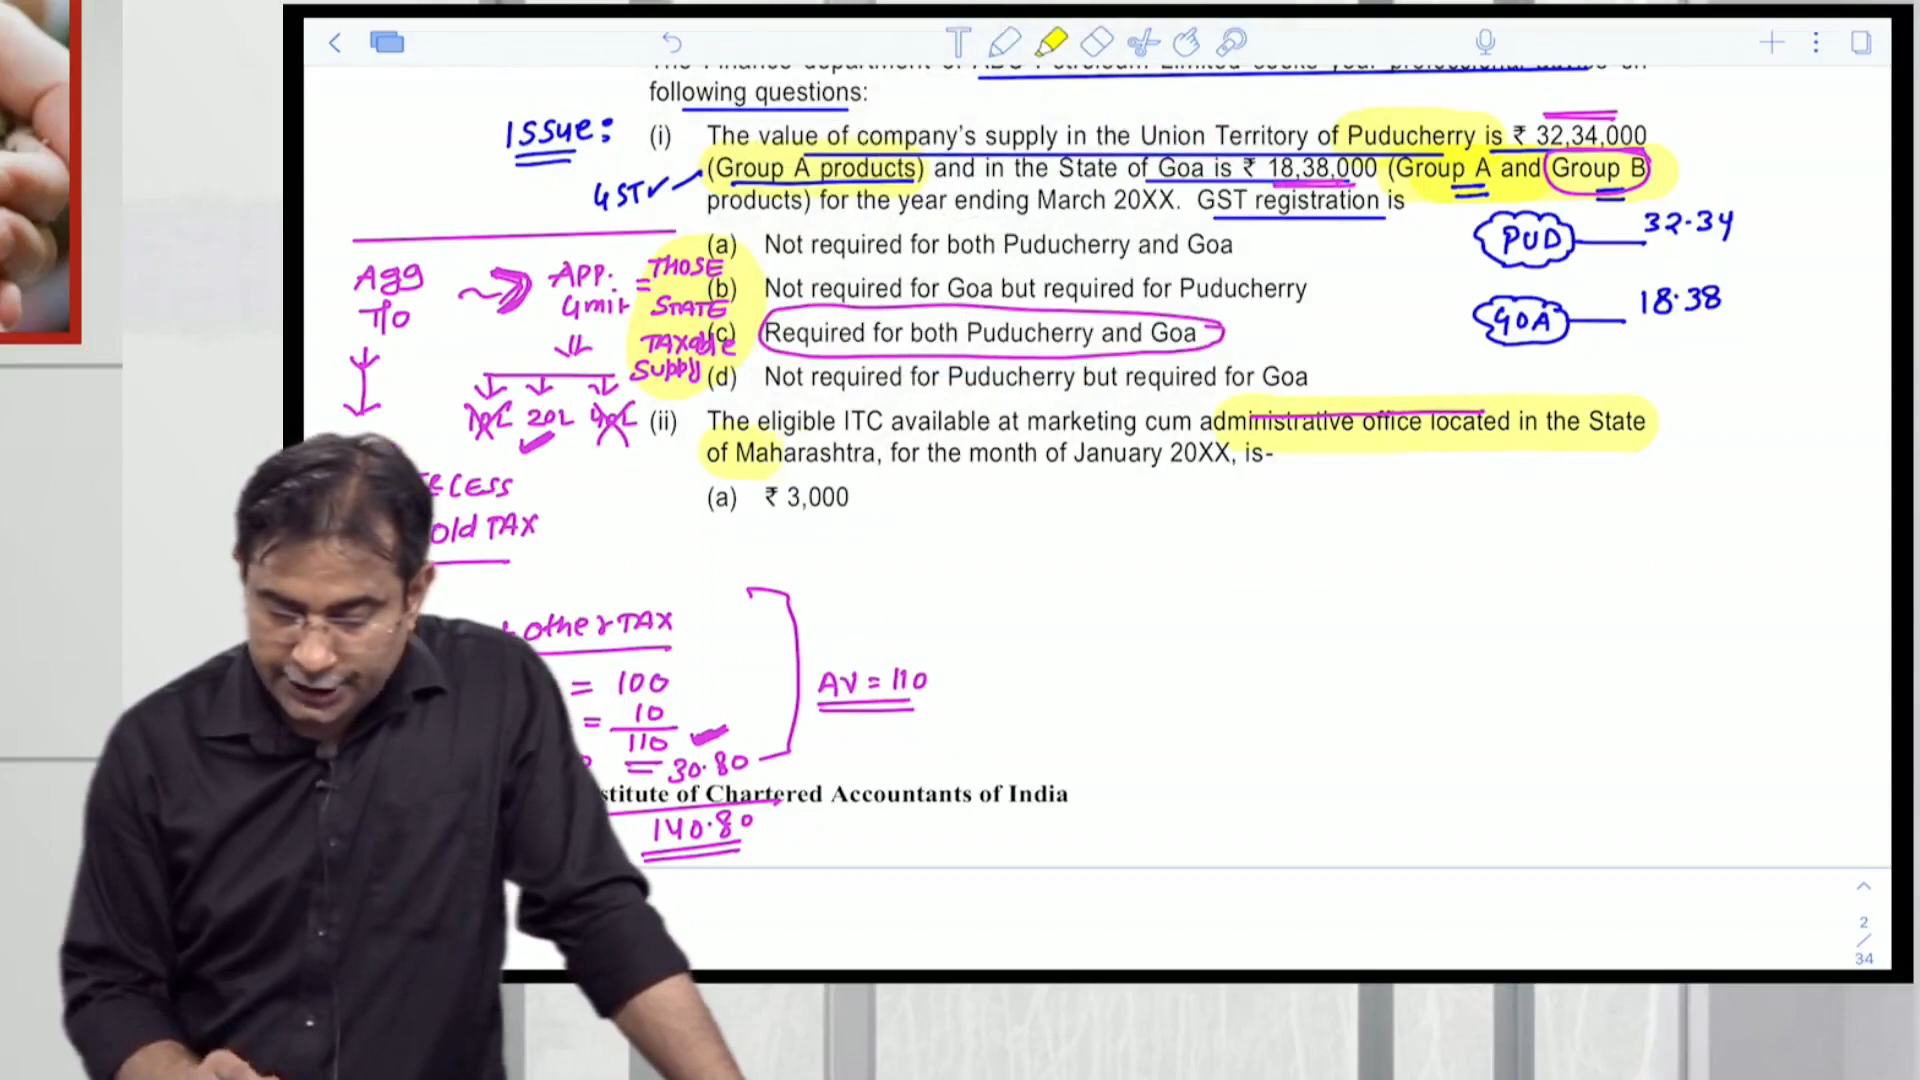 following questions:
ISSUE:
(i) The value of company's supply in the Union Territory of Puducherry is ₹ 32,34,000
(Group A products) and in the State of Goa is ₹ 18,38,000 (Group A and Group B
GST
products) for the year ending March 20XX. GST registration is
PUD 32.34
(a) Not required for both Puducherry and Goa
Agg
T/O
APP.
limit
= THOSE
STATE
TAXable
Supply
(b) Not required for Goa but required for Puducherry
GOA 18.38
(c) Required for both Puducherry and Goa
(d) Not required for Puducherry but required for Goa
20L
(ii) The eligible ITC available at marketing cum administrative office located in the State
of Maharashtra, for the month of January 20XX, is-
CESS
(a) ₹ 3,000
old TAX
other TAX
= 100
= 10
110
AV = 110
= 30.80
stitute of Chartered Accountants of India
140.80
2
/
34